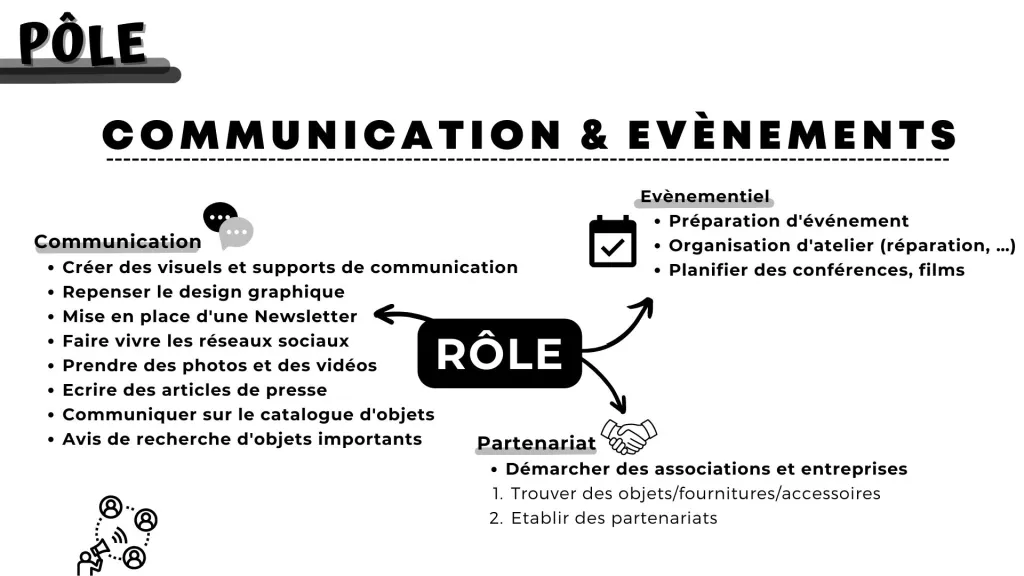 PÔLE
COMMUNICATION & EVÈNEMENTS
Communication
• Créer des visuels et supports de communication
• Repenser le design graphique
• Mise en place d'une Newsletter
• Faire vivre les réseaux sociaux
• Prendre des photos et des vidéos
• Ecrire des articles de presse
• Communiquer sur le catalogue d'objets
• Avis de recherche d'objets importants
RÔLE
Evènementiel
• Préparation d'événement
• Organisation d'atelier (réparation, ...)
• Planifier des conférences, films
Partenariat
• Démarcher des associations et entreprises
1. Trouver des objets/fournitures/accessoires
2. Etablir des partenariats